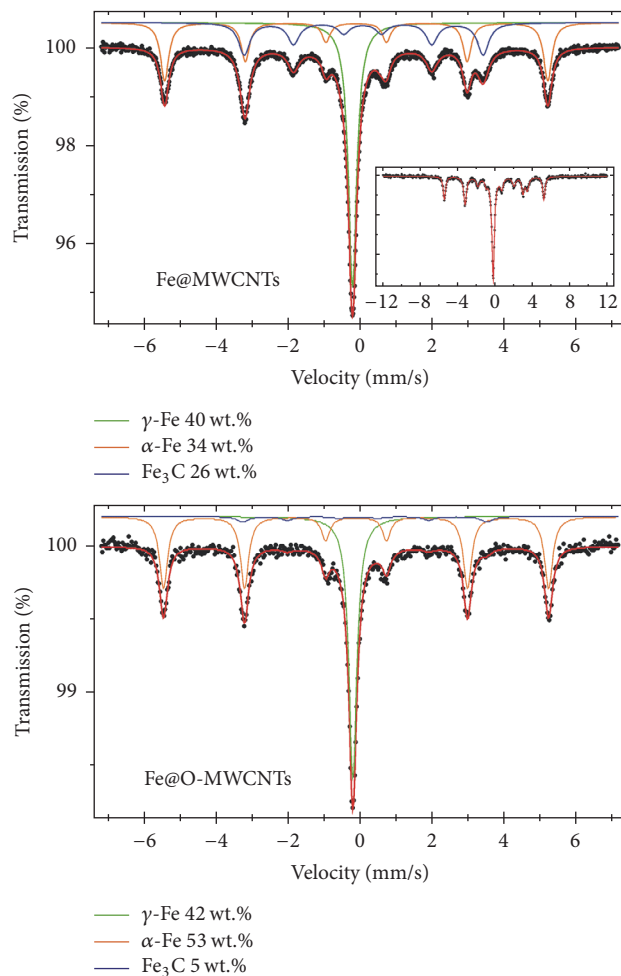 Transmission (%)
100
98
96
Fe@MWCNTs
−12 −8 −4 0 4 8 12
−6 −4 −2 0 2 4 6
Velocity (mm/s)
γ-Fe 40 wt.%
α-Fe 34 wt.%
Fe₃C 26 wt.%
Transmission (%)
100
99
Fe@O-MWCNTs
−6 −4 −2 0 2 4 6
Velocity (mm/s)
γ-Fe 42 wt.%
α-Fe 53 wt.%
Fe₃C 5 wt.%